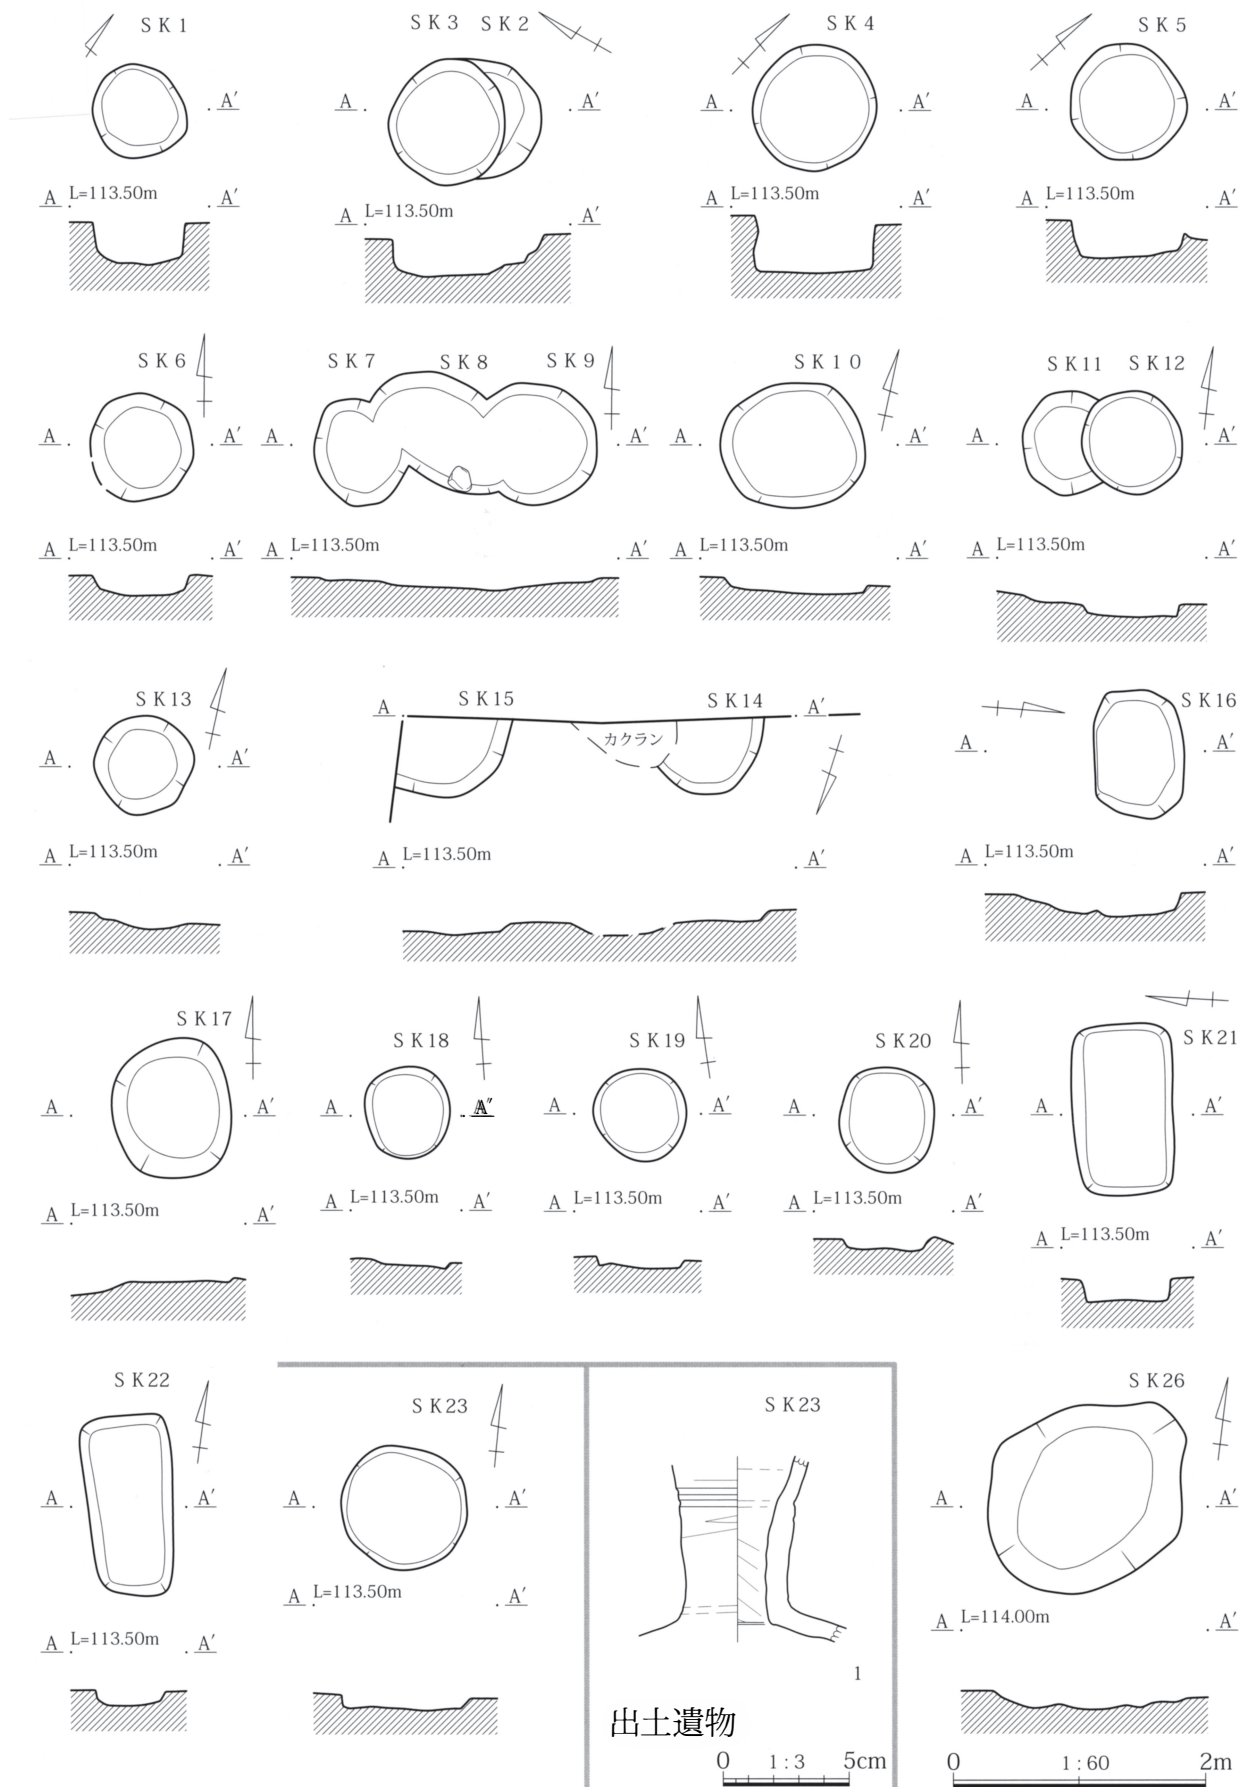 SK1
A'
A L=113.50m A'
SK3 SK2
A A'
A L=113.50m A'
SK4
A A'
A L=113.50m A'
SK5
A A'
A L=113.50m A'
SK6
A A'
A L=113.50m A'
SK7 SK8 SK9
A A'
A L=113.50m A'
SK10
A A'
A L=113.50m A'
SK11 SK12
A A'
A L=113.50m A'
SK13
A A'
A L=113.50m A'
SK15 SK14
A A'
カクラン
A L=113.50m A'
SK16
A A'
A L=113.50m A'
SK17
A A'
A L=113.50m A'
SK18
A A'
A L=113.50m A'
SK19
A A'
A L=113.50m A'
SK20
A A'
A L=113.50m A'
SK21
A A'
A L=113.50m A'
SK22
A A'
A L=113.50m A'
SK23
A A'
A L=113.50m A'
SK23
1
出土遺物
0 1:3 5cm
SK26
A A'
A L=114.00m A'
0 1:60 2m